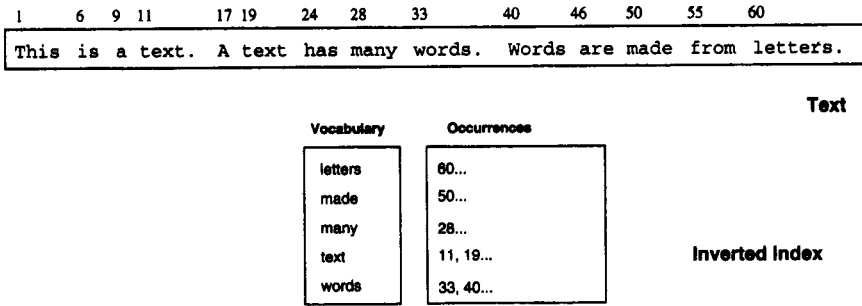 1 6 9 11 17 19 24 28 33 40 46 50 55 60
This is a text. A text has many words. Words are made from letters.
Text
Vocabulary Occurrences
letters 60...
made 50...
many 28...
text 11, 19...
Inverted index
words 33, 40...